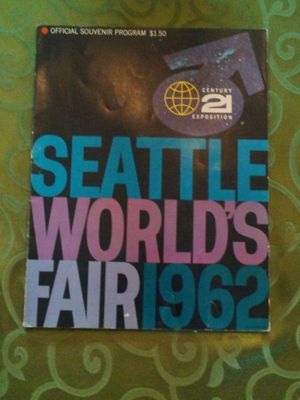 OFFICIAL SOUVENIR PROGRAM $1.50
CENTURY
21
EXPOSITION
SEATTLE
WORLD'S
FAIR 1962